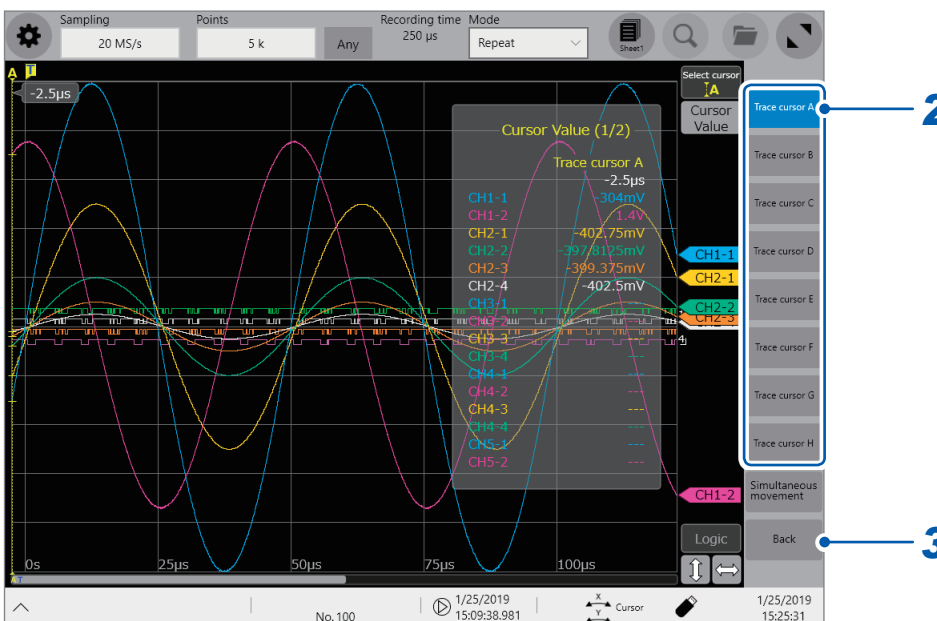 Sampling
Points
Recording time
Mode
20 MS/s
5 k
Any
250 µs
Repeat
Sheet1
A T
-2.5µs
Select cursor
A
Cursor
Value
Cursor Value (1/2)
Trace cursor A
-2.5µs
CH1-1 -304mV
CH1-2 1.4V
CH2-1 -402.75mV
CH2-2 -397.8125mV
CH2-3 -399.375mV
CH2-4 -402.5mV
CH3-1 ---
CH3-2 ---
CH3-3 ---
CH3-4 ---
CH4-1 ---
CH4-2 ---
CH4-3 ---
CH4-4 ---
CH5-1 ---
CH5-2 ---
CH1-1
CH2-1
CH2-2
CH2-3
4
CH1-2
Logic
0s 25µs 50µs 75µs 100µs
A T
Trace cursor A
Trace cursor B
Trace cursor C
Trace cursor D
Trace cursor E
Trace cursor F
Trace cursor G
Trace cursor H
Simultaneous
movement
Back
2
3
No. 100
1/25/2019
15:09:38.981
X
Y
Cursor
1/25/2019
15:25:31